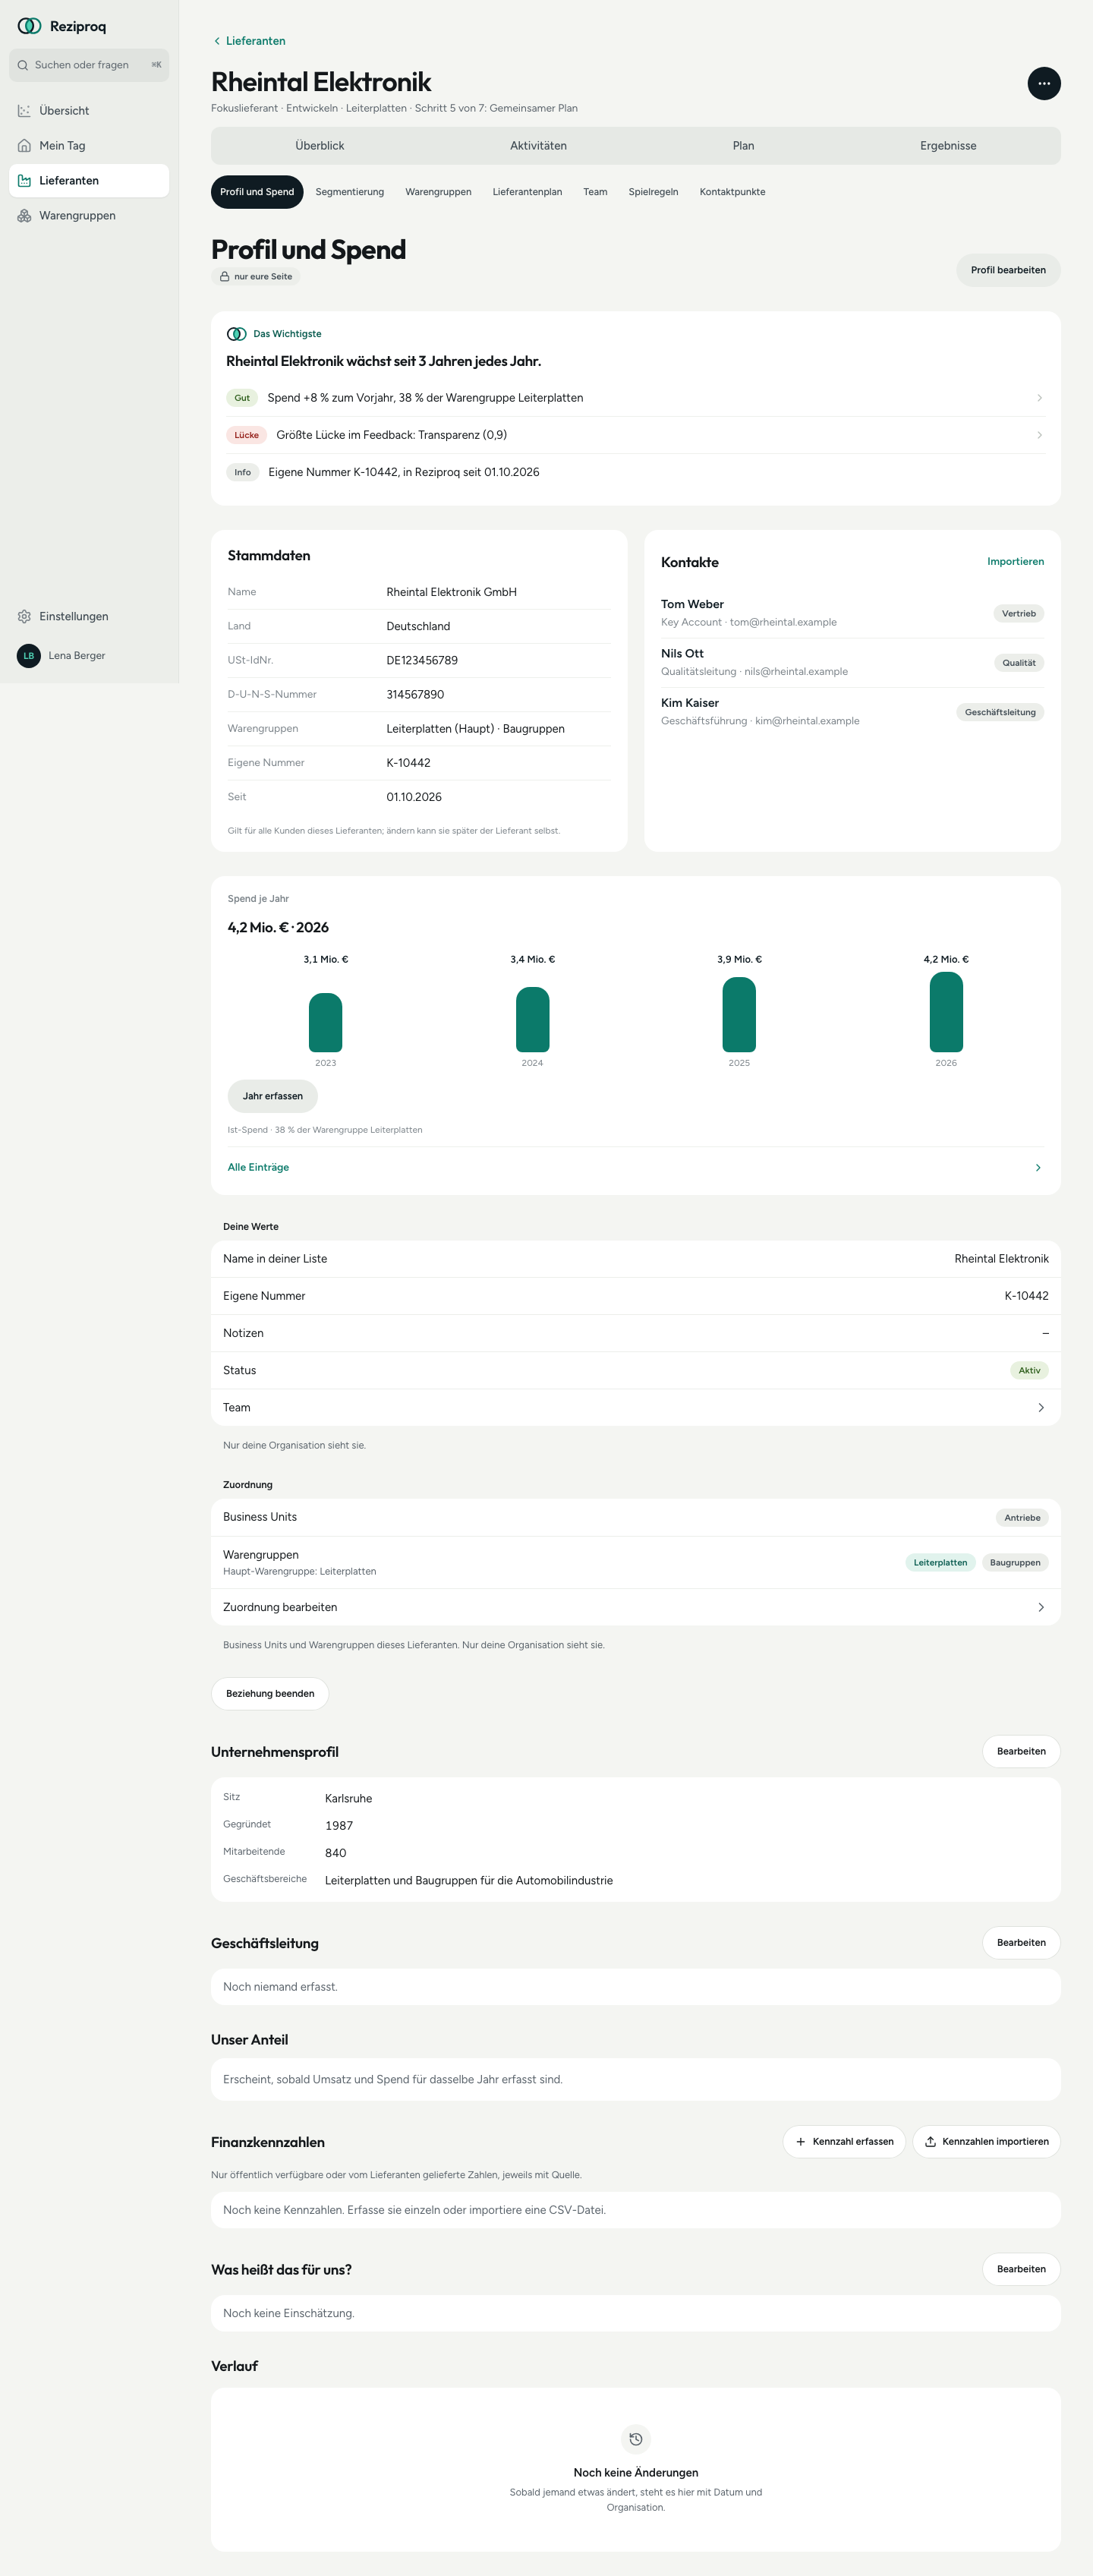 Reziproq
Suchen oder fragen ⌘K
Übersicht
Mein Tag
Lieferanten
Warengruppen
Einstellungen
LB Lena Berger
Lieferanten
Rheintal Elektronik
Fokuslieferant · Entwickeln · Leiterplatten · Schritt 5 von 7: Gemeinsamer Plan
Überblick Aktivitäten Plan Ergebnisse
Profil und Spend Segmentierung Warengruppen Lieferantenplan Team Spielregeln Kontaktpunkte
Profil und Spend
nur eure Seite
Profil bearbeiten
Das Wichtigste
Rheintal Elektronik wächst seit 3 Jahren jedes Jahr.
Gut Spend +8 % zum Vorjahr, 38 % der Warengruppe Leiterplatten
Lücke Größte Lücke im Feedback: Transparenz (0,9)
Info Eigene Nummer K-10442, in Reziproq seit 01.10.2026
Stammdaten
Name Rheintal Elektronik GmbH
Land Deutschland
USt-IdNr. DE123456789
D-U-N-S-Nummer 314567890
Warengruppen Leiterplatten (Haupt) · Baugruppen
Eigene Nummer K-10442
Seit 01.10.2026
Gilt für alle Kunden dieses Lieferanten; ändern kann sie später der Lieferant selbst.
Kontakte Importieren
Tom Weber
Key Account · tom@rheintal.example
Vertrieb
Nils Ott
Qualitätsleitung · nils@rheintal.example
Qualität
Kim Kaiser
Geschäftsführung · kim@rheintal.example
Geschäftsleitung
Spend je Jahr
4,2 Mio. € · 2026
3,1 Mio. € 3,4 Mio. € 3,9 Mio. € 4,2 Mio. €
2023 2024 2025 2026
Jahr erfassen
Ist-Spend · 38 % der Warengruppe Leiterplatten
Alle Einträge
Deine Werte
Name in deiner Liste Rheintal Elektronik
Eigene Nummer K-10442
Notizen –
Status Aktiv
Team
Nur deine Organisation sieht sie.
Zuordnung
Business Units Antriebe
Warengruppen
Haupt-Warengruppe: Leiterplatten
Leiterplatten Baugruppen
Zuordnung bearbeiten
Business Units und Warengruppen dieses Lieferanten. Nur deine Organisation sieht sie.
Beziehung beenden
Unternehmensprofil Bearbeiten
Sitz Karlsruhe
Gegründet 1987
Mitarbeitende 840
Geschäftsbereiche Leiterplatten und Baugruppen für die Automobilindustrie
Geschäftsleitung Bearbeiten
Noch niemand erfasst.
Unser Anteil
Erscheint, sobald Umsatz und Spend für dasselbe Jahr erfasst sind.
Finanzkennzahlen Kennzahl erfassen Kennzahlen importieren
Nur öffentlich verfügbare oder vom Lieferanten gelieferte Zahlen, jeweils mit Quelle.
Noch keine Kennzahlen. Erfasse sie einzeln oder importiere eine CSV-Datei.
Was heißt das für uns? Bearbeiten
Noch keine Einschätzung.
Verlauf
Noch keine Änderungen
Sobald jemand etwas ändert, steht es hier mit Datum und
Organisation.